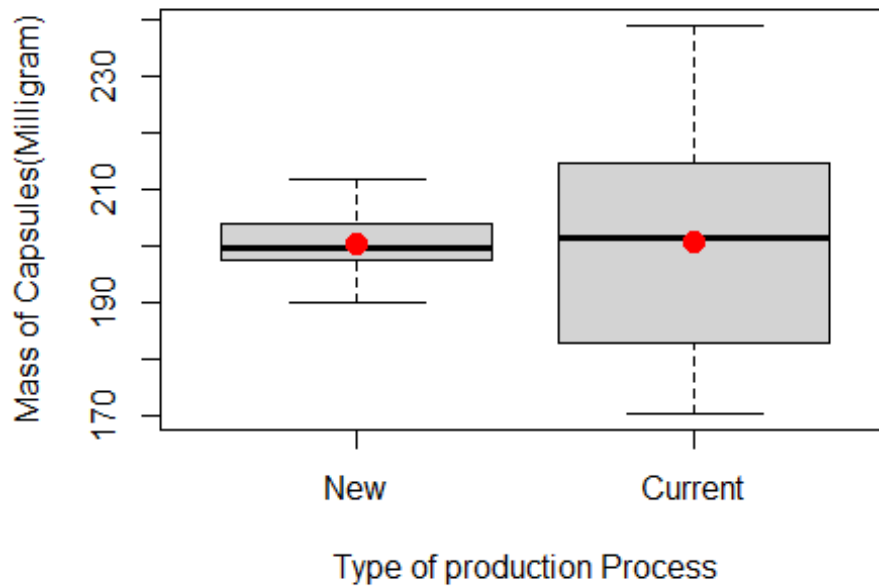 Mass of Capsules(Milligram)
230
210
190
170
New Current
Type of production Process